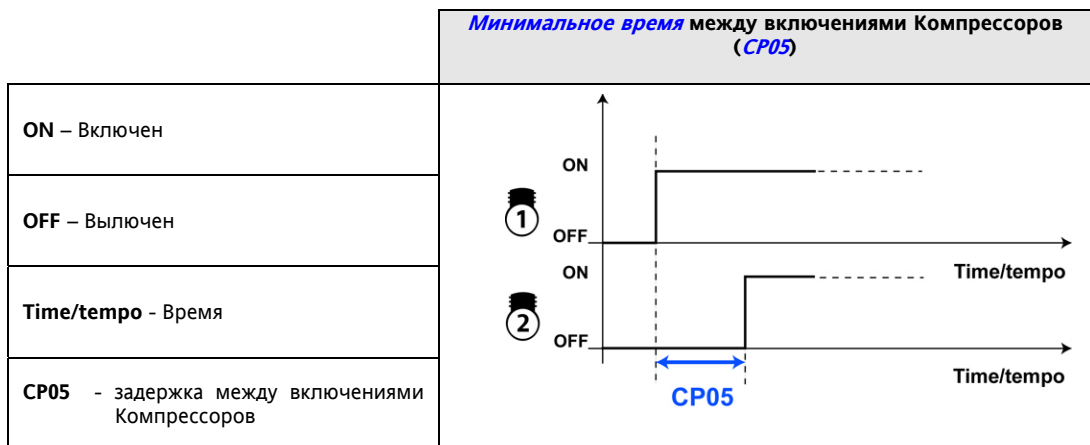 Минимальное время между включениями Компрессоров
(CP05)
ON – Включен
OFF – Вылючен
Time/tempo - Время
CP05 - задержка между включениями
Компрессоров
ON
1
OFF
Time/tempo
ON
2
OFF
Time/tempo
CP05